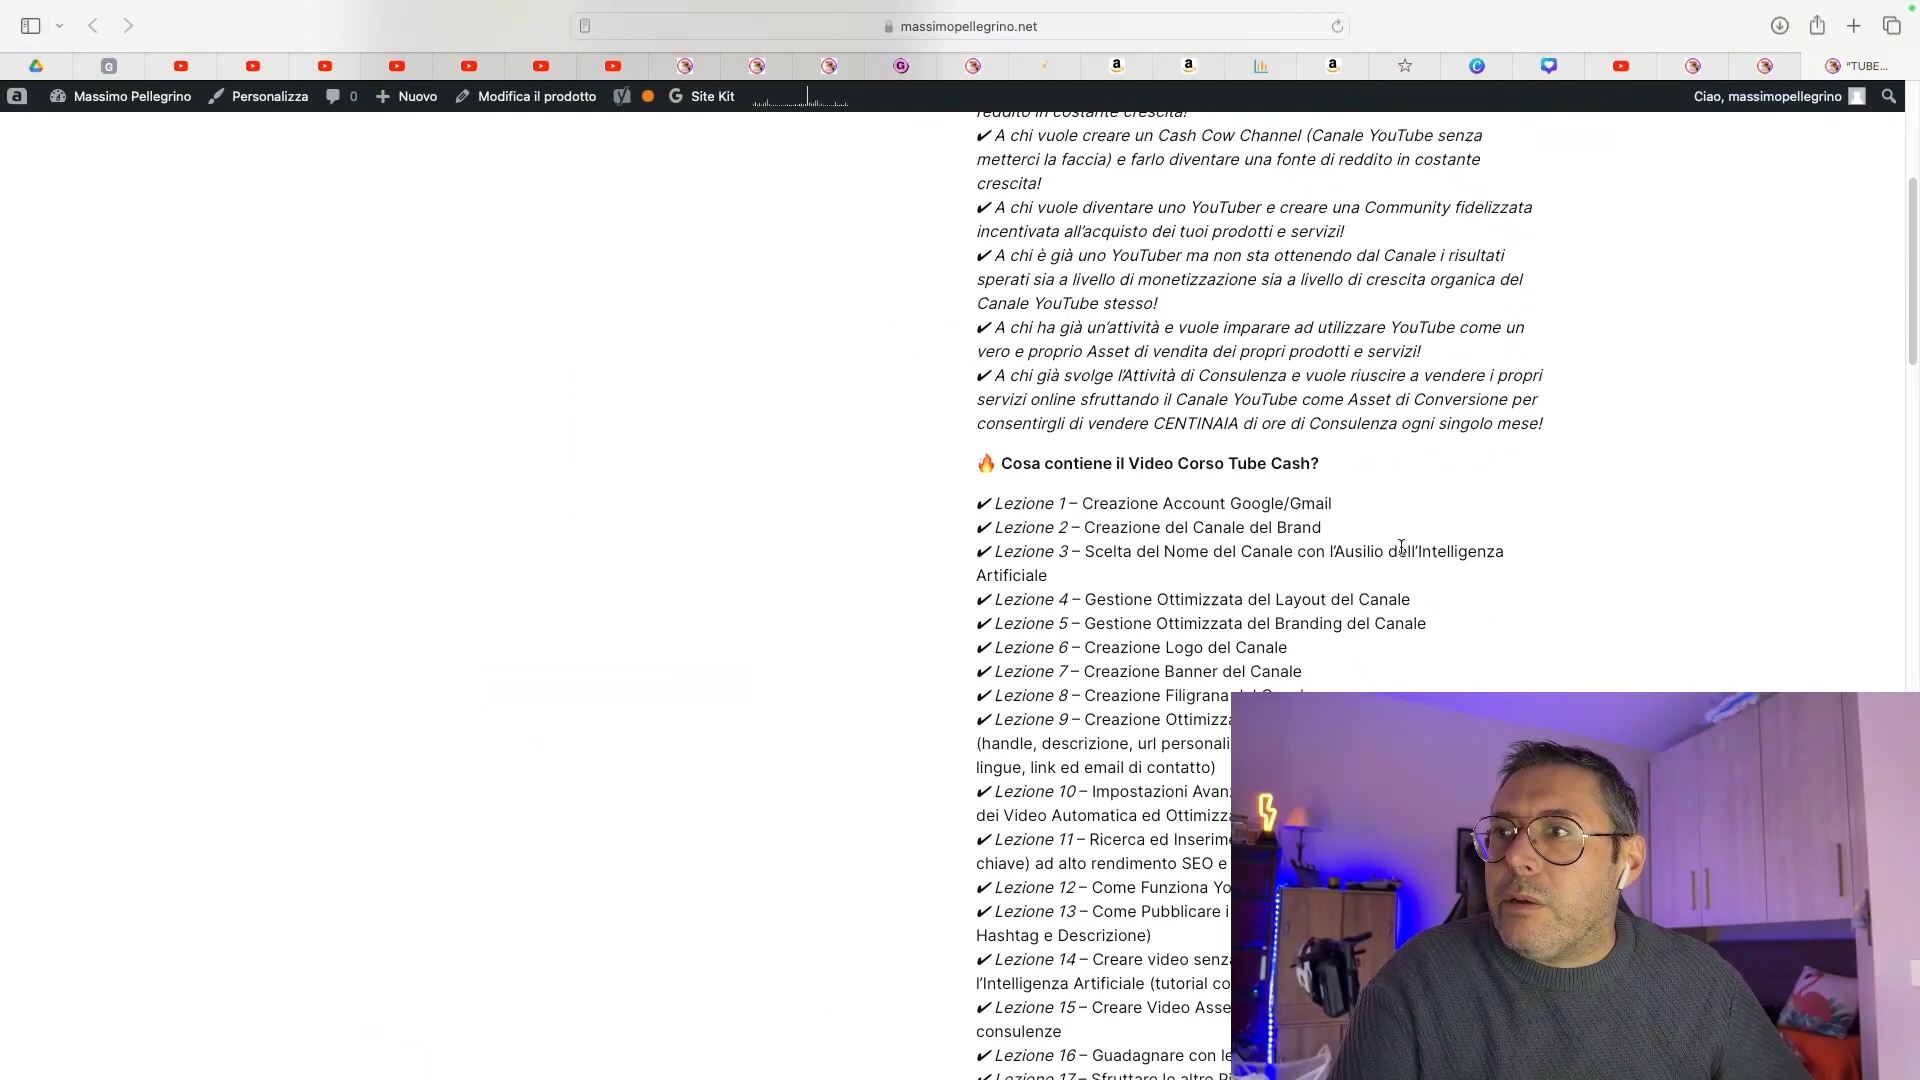 massimopellegrino.net
"TUBE...
Massimo Pellegrino
Personalizza
0
Nuovo
Modifica il prodotto
Site Kit
Ciao, massimopellegrino
reddito in costante crescita!
✔ A chi vuole creare un Cash Cow Channel (Canale YouTube senza
metterci la faccia) e farlo diventare una fonte di reddito in costante
crescita!
✔ A chi vuole diventare uno YouTuber e creare una Community fidelizzata
incentivata all’acquisto dei tuoi prodotti e servizi!
✔ A chi è già uno YouTuber ma non sta ottenendo dal Canale i risultati
sperati sia a livello di monetizzazione sia a livello di crescita organica del
Canale YouTube stesso!
✔ A chi ha già un’attività e vuole imparare ad utilizzare YouTube come un
vero e proprio Asset di vendita dei propri prodotti e servizi!
✔ A chi già svolge l’Attività di Consulenza e vuole riuscire a vendere i propri
servizi online sfruttando il Canale YouTube come Asset di Conversione per
consentirgli di vendere CENTINAIA di ore di Consulenza ogni singolo mese!
🔥 Cosa contiene il Video Corso Tube Cash?
✔ Lezione 1 – Creazione Account Google/Gmail
✔ Lezione 2 – Creazione del Canale del Brand
✔ Lezione 3 – Scelta del Nome del Canale con l’Ausilio dell’Intelligenza
Artificiale
✔ Lezione 4 – Gestione Ottimizzata del Layout del Canale
✔ Lezione 5 – Gestione Ottimizzata del Branding del Canale
✔ Lezione 6 – Creazione Logo del Canale
✔ Lezione 7 – Creazione Banner del Canale
✔ Lezione 8 – Creazione Filigrana
✔ Lezione 9 – Creazione Ottimizza
(handle, descrizione, url personali
lingue, link ed email di contatto)
✔ Lezione 10 – Impostazioni Avan
dei Video Automatica ed Ottimizza
✔ Lezione 11 – Ricerca ed Inserime
chiave) ad alto rendimento SEO e
✔ Lezione 12 – Come Funziona Yo
✔ Lezione 13 – Come Pubblicare i
Hashtag e Descrizione)
✔ Lezione 14 – Creare video senza
l’Intelligenza Artificiale (tutorial co
✔ Lezione 15 – Creare Video Asse
consulenze
✔ Lezione 16 – Guadagnare con le
✔ Lezione 17 – Sfruttare le altre